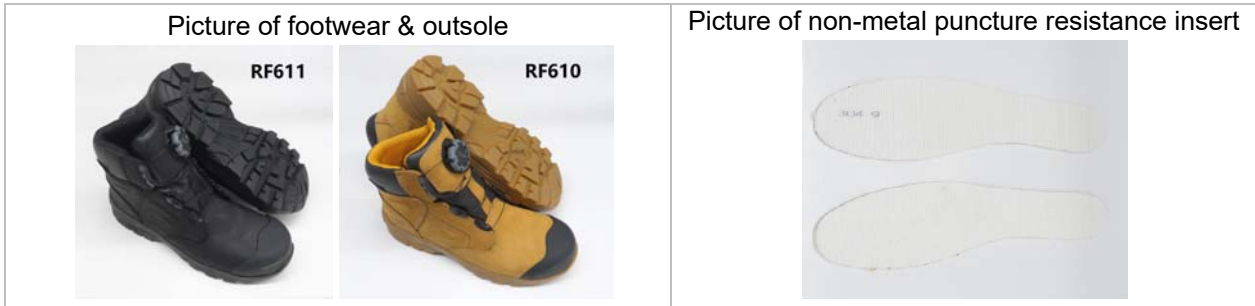 Picture of footwear & outsole
Picture of non-metal puncture resistance insert
RF611
RF610